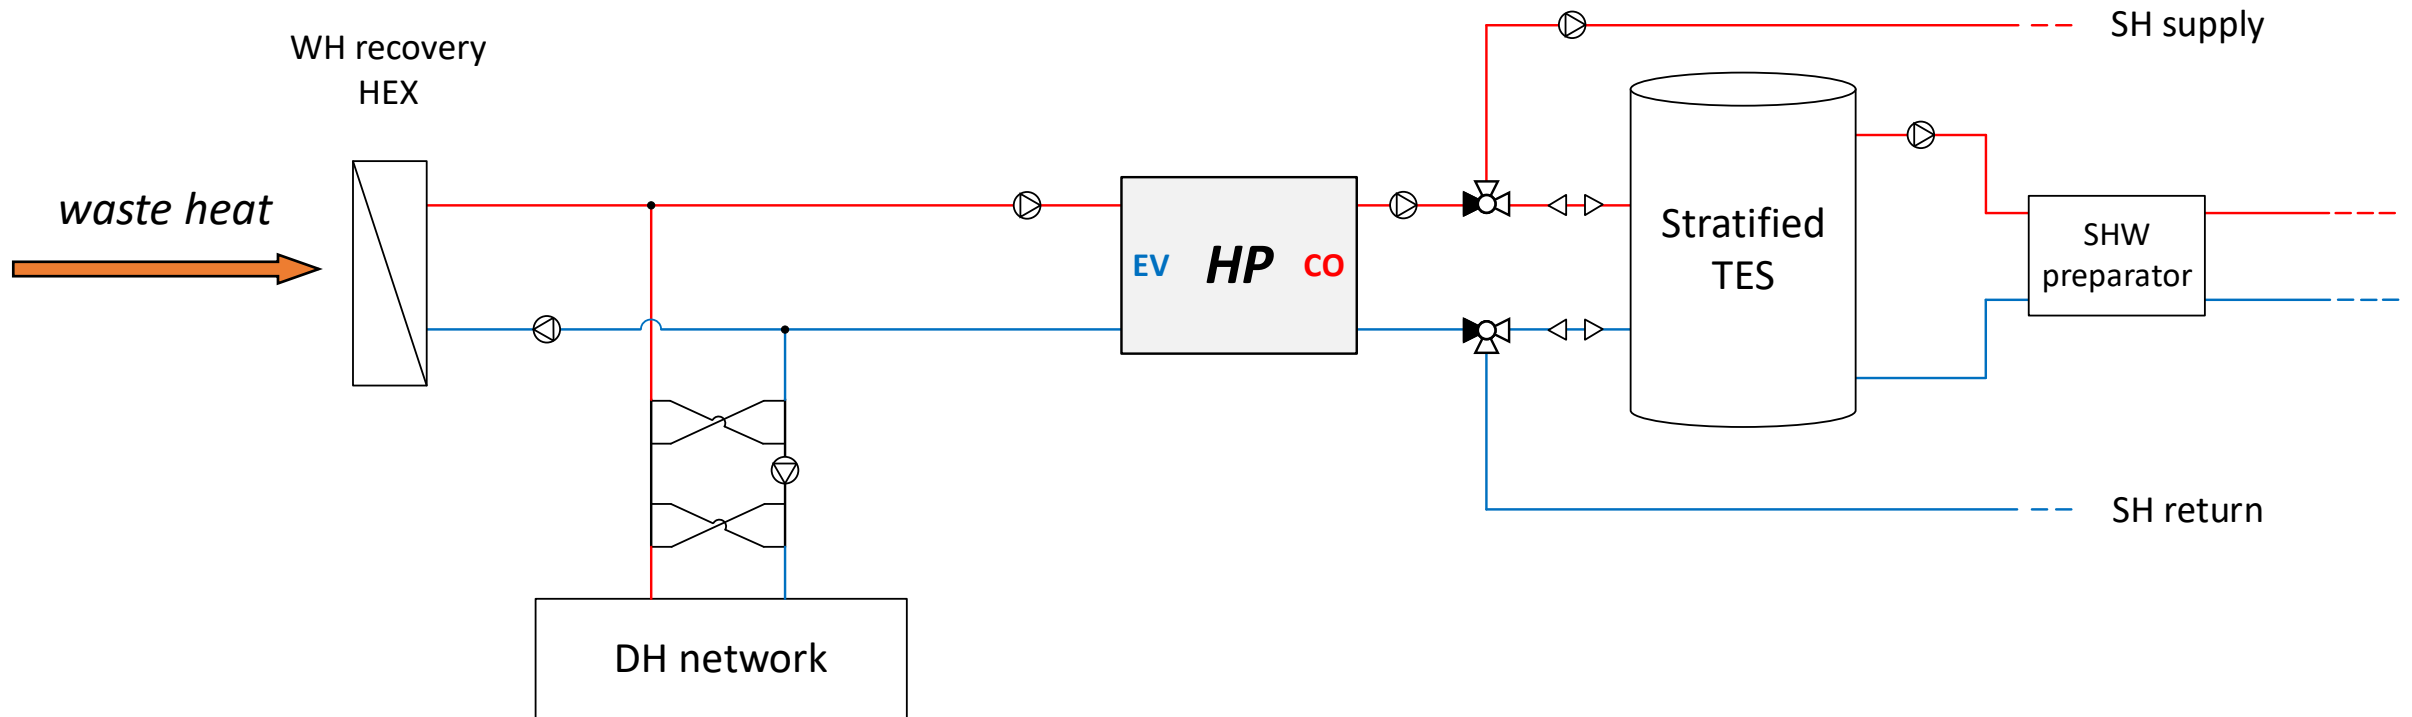 SH supply
WH recovery
HEX
waste heat
EV
HP
CO
Stratified
TES
SHW
preparator
SH return
DH network